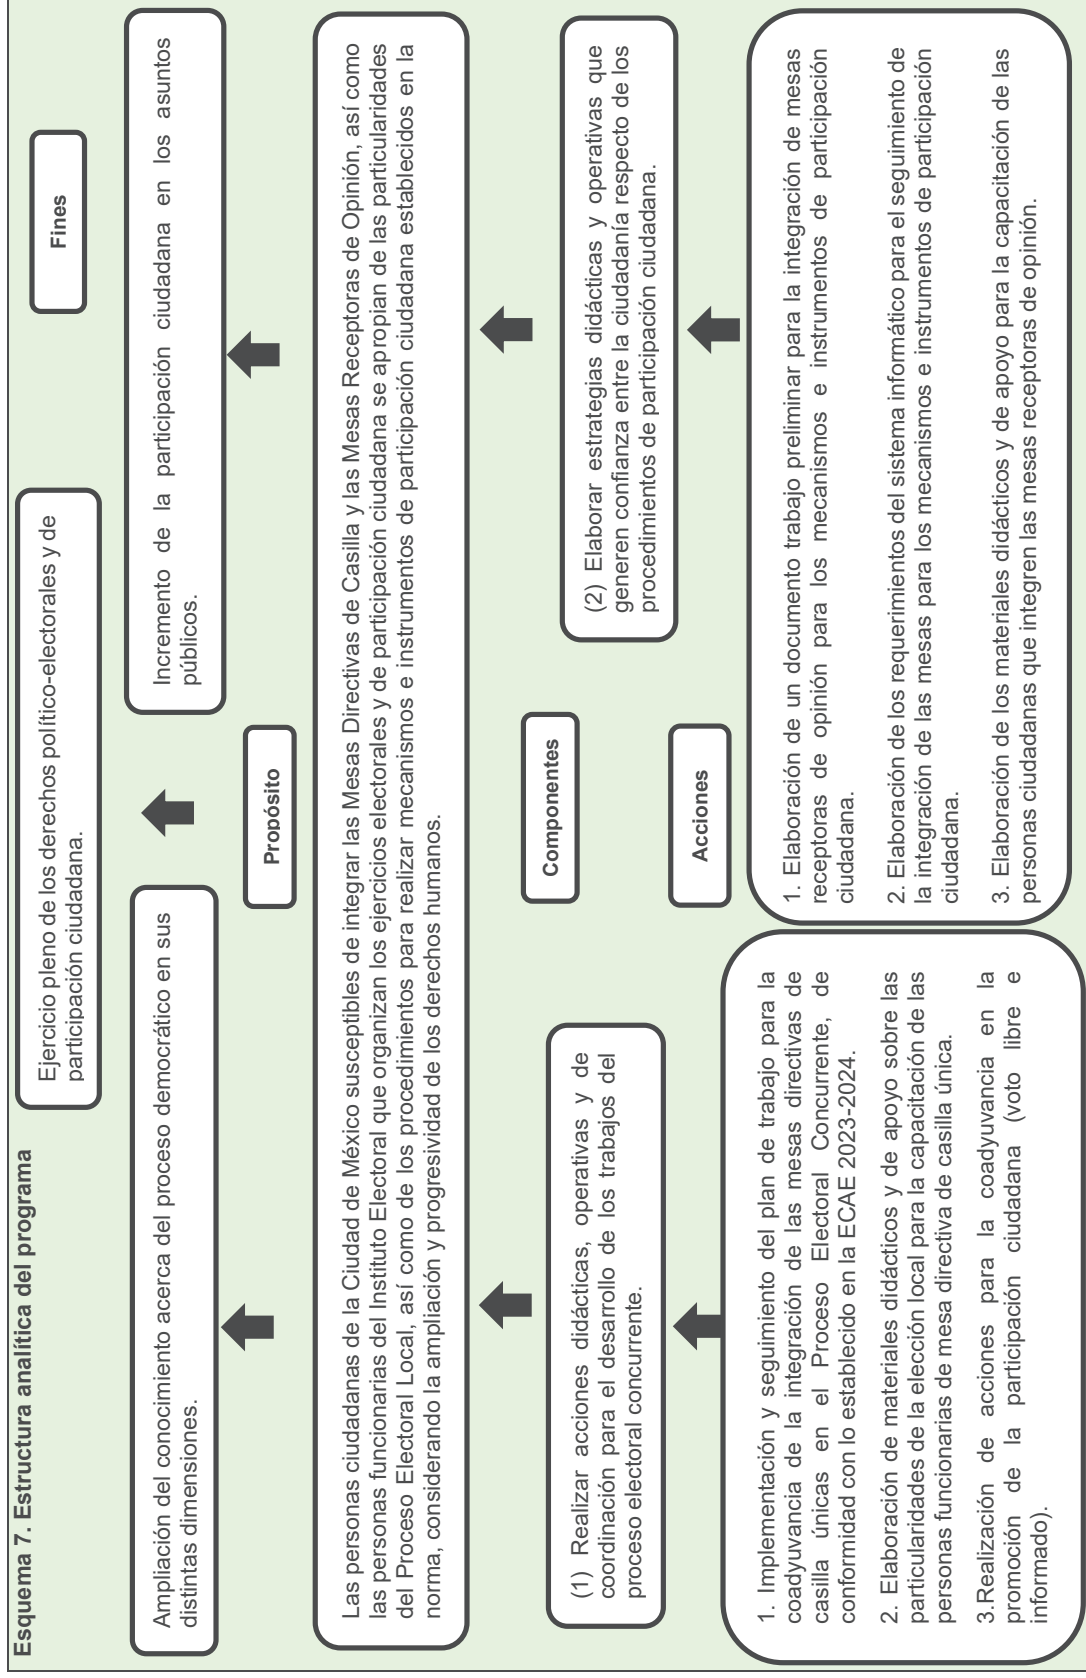 Esquema 7. Estructura analítica del programa
Fines
Ejercicio pleno de los derechos político-electorales y de
participación ciudadana.
Ampliación del conocimiento acerca del proceso democrático en sus
distintas dimensiones.
Incremento de la participación ciudadana en los asuntos
públicos.
Propósito
Las personas ciudadanas de la Ciudad de México susceptibles de integrar las Mesas Directivas de Casilla y las Mesas Receptoras de Opinión, así como
las personas funcionarias del Instituto Electoral que organizan los ejercicios electorales y de participación ciudadana se apropian de las particularidades
del Proceso Electoral Local, así como de los procedimientos para realizar mecanismos e instrumentos de participación ciudadana establecidos en la
norma, considerando la ampliación y progresividad de los derechos humanos.
Componentes
(1) Realizar acciones didácticas, operativas y de
coordinación para el desarrollo de los trabajos del
proceso electoral concurrente.
(2) Elaborar estrategias didácticas y operativas que
generen confianza entre la ciudadanía respecto de los
procedimientos de participación ciudadana.
Acciones
1. Implementación y seguimiento del plan de trabajo para la
coadyuvancia de la integración de las mesas directivas de
casilla únicas en el Proceso Electoral Concurrente, de
conformidad con lo establecido en la ECAE 2023-2024.
2. Elaboración de materiales didácticos y de apoyo sobre las
particularidades de la elección local para la capacitación de las
personas funcionarias de mesa directiva de casilla única.
3.Realización de acciones para la coadyuvancia en la
promoción de la participación ciudadana (voto libre e
informado).
1. Elaboración de un documento trabajo preliminar para la integración de mesas
receptoras de opinión para los mecanismos e instrumentos de participación
ciudadana.
2. Elaboración de los requerimientos del sistema informático para el seguimiento de
la integración de las mesas para los mecanismos e instrumentos de participación
ciudadana.
3. Elaboración de los materiales didácticos y de apoyo para la capacitación de las
personas ciudadanas que integren las mesas receptoras de opinión.